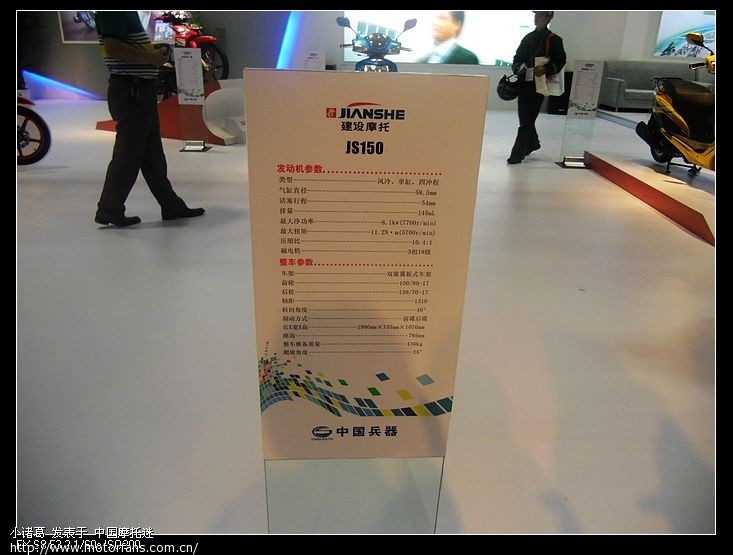 JIANSHE
建设摩托
JS150
发动机参数
类型 风冷、单缸、四冲程
气缸直径 58.5mm
活塞行程 54mm
排量 145mL
最大净功率 8.1kw(7700r/min)
最大扭矩 11.2N·m(5700r/min)
压缩比 10.4:1
磁电机 3相18级
整车参数
车架 双梁翼板式车架
前轮 100/80-17
后轮 130/70-17
轴距 1310
转向角度 40°
制动方式 前碟后碟
长X宽X高 1980mm×755mm×1070mm
座高 785mm
整车整备质量 130kg
爬坡角度 25°
中国兵器
小诸葛 发表于 中国摩托迷
http://www.motorfans.com.cn/